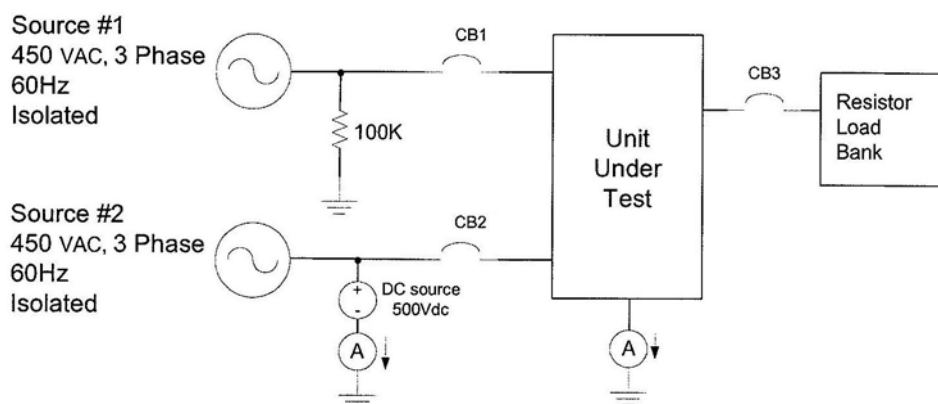 Source #1
450 VAC, 3 Phase
60Hz
Isolated
CB1
100K
Unit
Under
Test
CB3
Resistor
Load
Bank
Source #2
450 VAC, 3 Phase
60Hz
Isolated
CB2
+
-
DC source
500Vdc
A
A